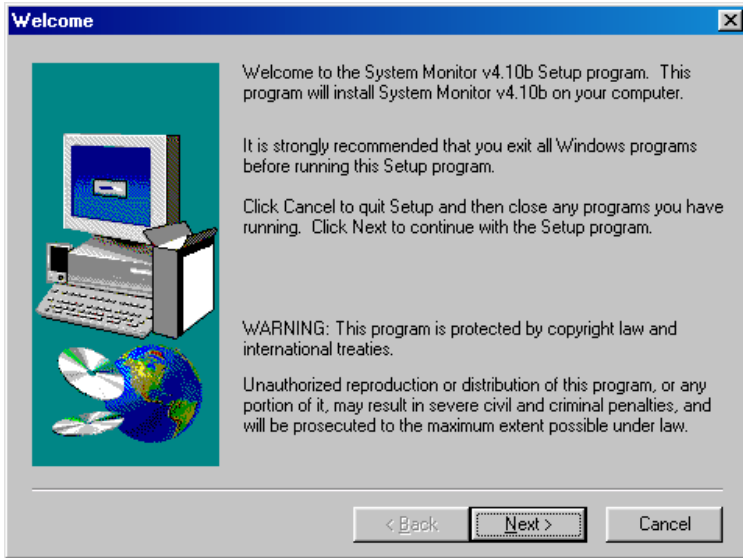 Welcome
Welcome to the System Monitor v4.10b Setup program.  This
program will install System Monitor v4.10b on your computer.
It is strongly recommended that you exit all Windows programs
before running this Setup program.
Click Cancel to quit Setup and then close any programs you have
running.  Click Next to continue with the Setup program.
WARNING: This program is protected by copyright law and
international treaties.
Unauthorized reproduction or distribution of this program, or any
portion of it, may result in severe civil and criminal penalties, and
will be prosecuted to the maximum extent possible under law.
< Back Next > Cancel